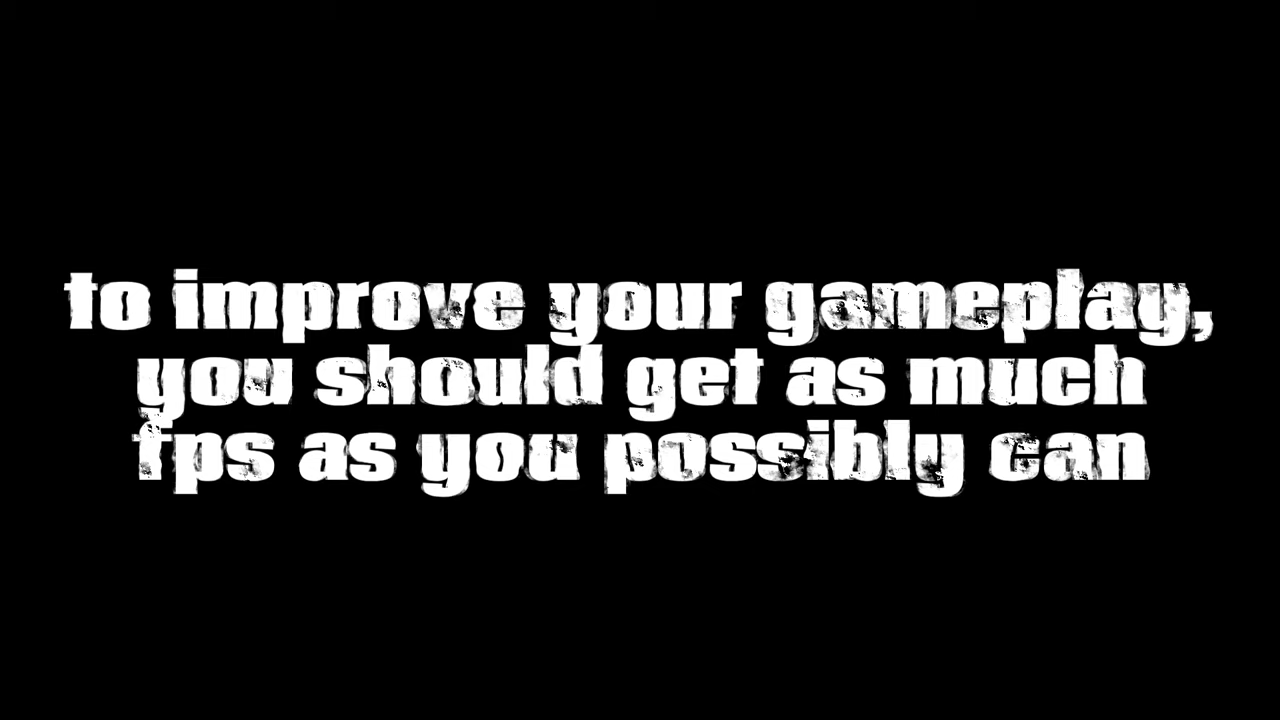 to improve your gameplay,
you should get as much
fps as you possibly can